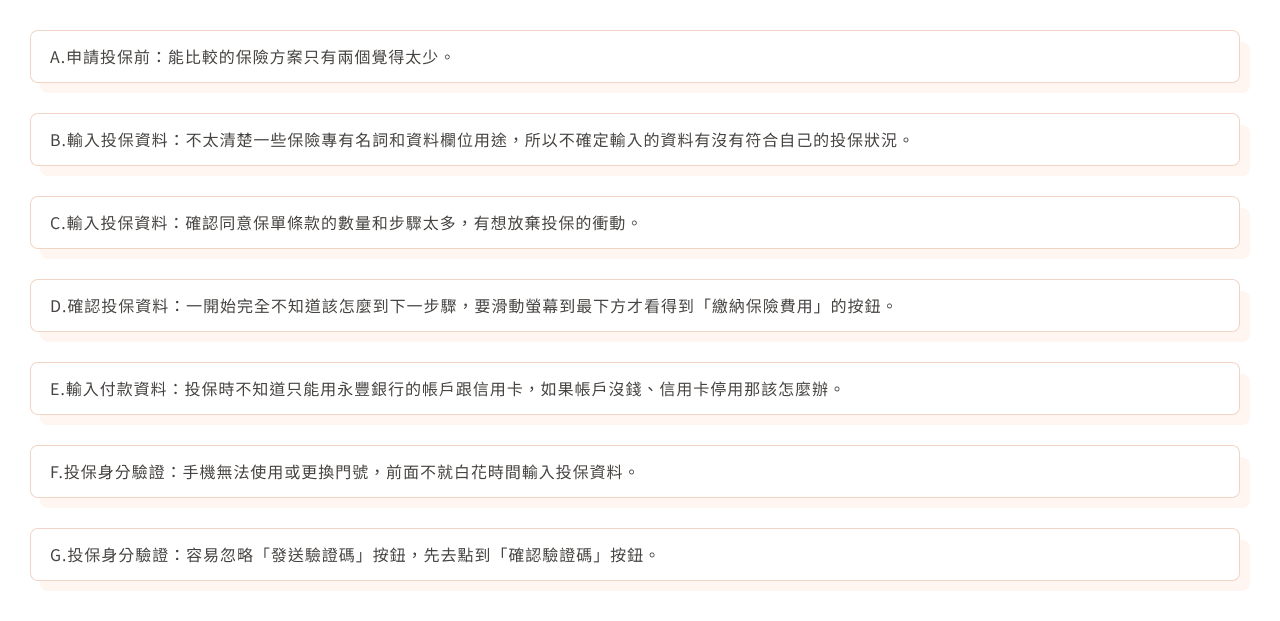 A.申請投保前：能比較的保險方案只有兩個覺得太少。
B.輸入投保資料：不太清楚一些保險專有名詞和資料欄位用途，所以不確定輸入的資料有沒有符合自己的投保狀況。
C.輸入投保資料：確認同意保單條款的數量和步驟太多，有想放棄投保的衝動。
D.確認投保資料：一開始完全不知道該怎麼到下一步驟，要滑動螢幕到最下方才看得到「繳納保險費用」的按鈕。
E.輸入付款資料：投保時不知道只能用永豐銀行的帳戶跟信用卡，如果帳戶沒錢、信用卡停用那該怎麼辦。
F.投保身分驗證：手機無法使用或更換門號，前面不就白花時間輸入投保資料。
G.投保身分驗證：容易忽略「發送驗證碼」按鈕，先去點到「確認驗證碼」按鈕。